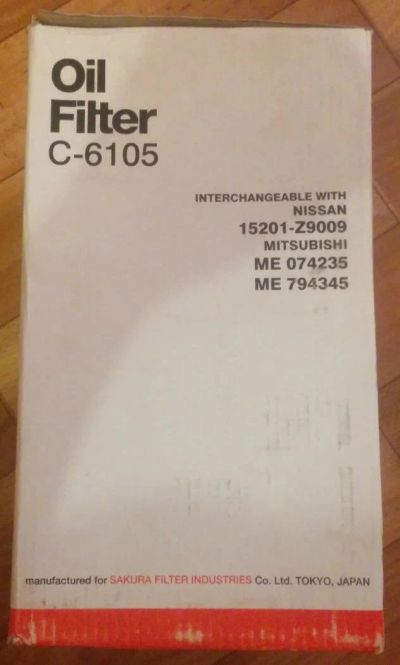 Oil
Filter
C-6105
INTERCHANGEABLE WITH
NISSAN
15201-Z9009
MITSUBISHI
ME 074235
ME 794345
manufactured for SAKURA FILTER INDUSTRIES Co. Ltd. TOKYO, JAPAN